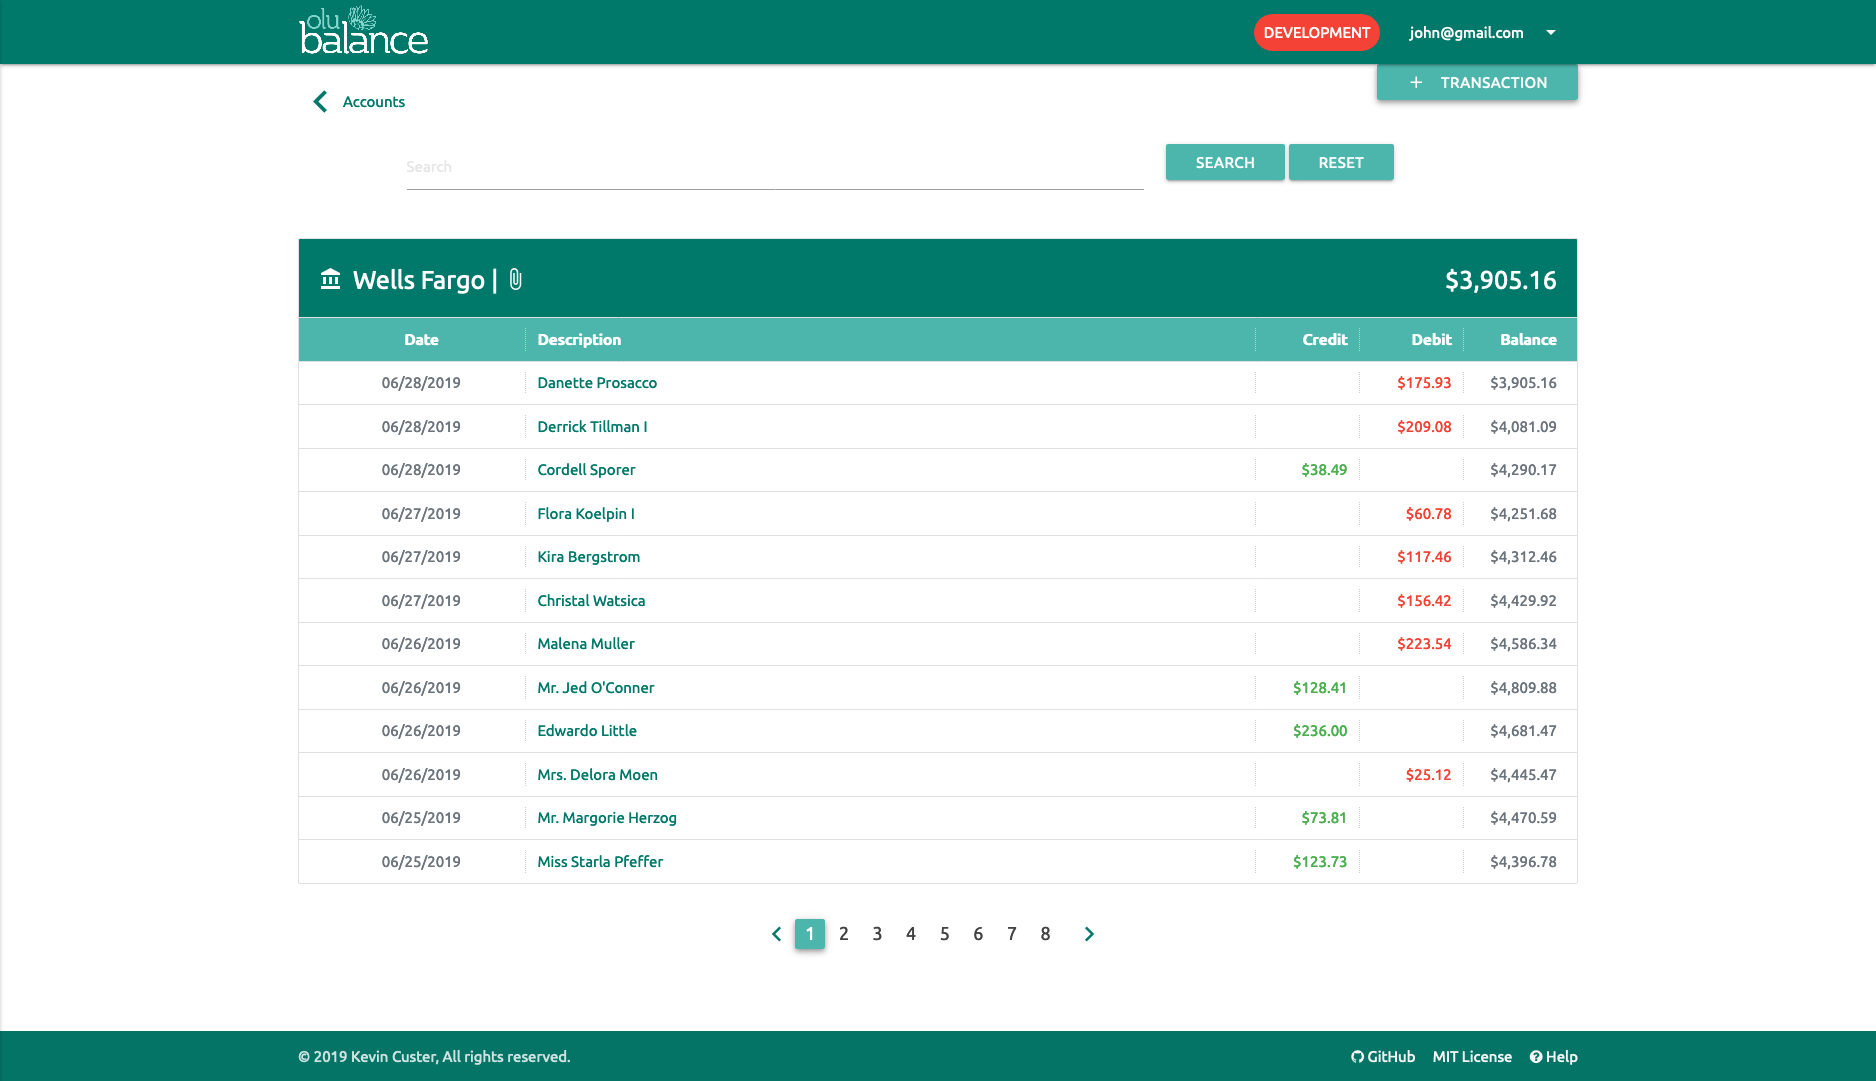 olu
balance
DEVELOPMENT john@gmail.com
+ TRANSACTION
Accounts
Search SEARCH RESET
Wells Fargo | $3,905.16
Date Description Credit Debit Balance
06/28/2019 Danette Prosacco $175.93 $3,905.16
06/28/2019 Derrick Tillman I $209.08 $4,081.09
06/28/2019 Cordell Sporer $38.49 $4,290.17
06/27/2019 Flora Koelpin I $60.78 $4,251.68
06/27/2019 Kira Bergstrom $117.46 $4,312.46
06/27/2019 Christal Watsica $156.42 $4,429.92
06/26/2019 Malena Muller $223.54 $4,586.34
06/26/2019 Mr. Jed O'Conner $128.41 $4,809.88
06/26/2019 Edwardo Little $236.00 $4,681.47
06/26/2019 Mrs. Delora Moen $25.12 $4,445.47
06/25/2019 Mr. Margorie Herzog $73.81 $4,470.59
06/25/2019 Miss Starla Pfeffer $123.73 $4,396.78
1 2 3 4 5 6 7 8
© 2019 Kevin Custer, All rights reserved. GitHub MIT License Help